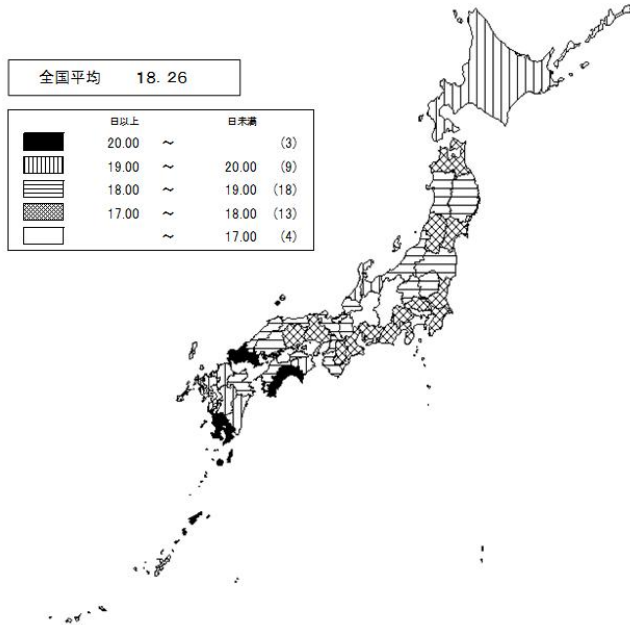 全国平均 18.26
日以上 日未満
20.00 ～ (3)
19.00 ～ 20.00 (9)
18.00 ～ 19.00 (18)
17.00 ～ 18.00 (13)
～ 17.00 (4)